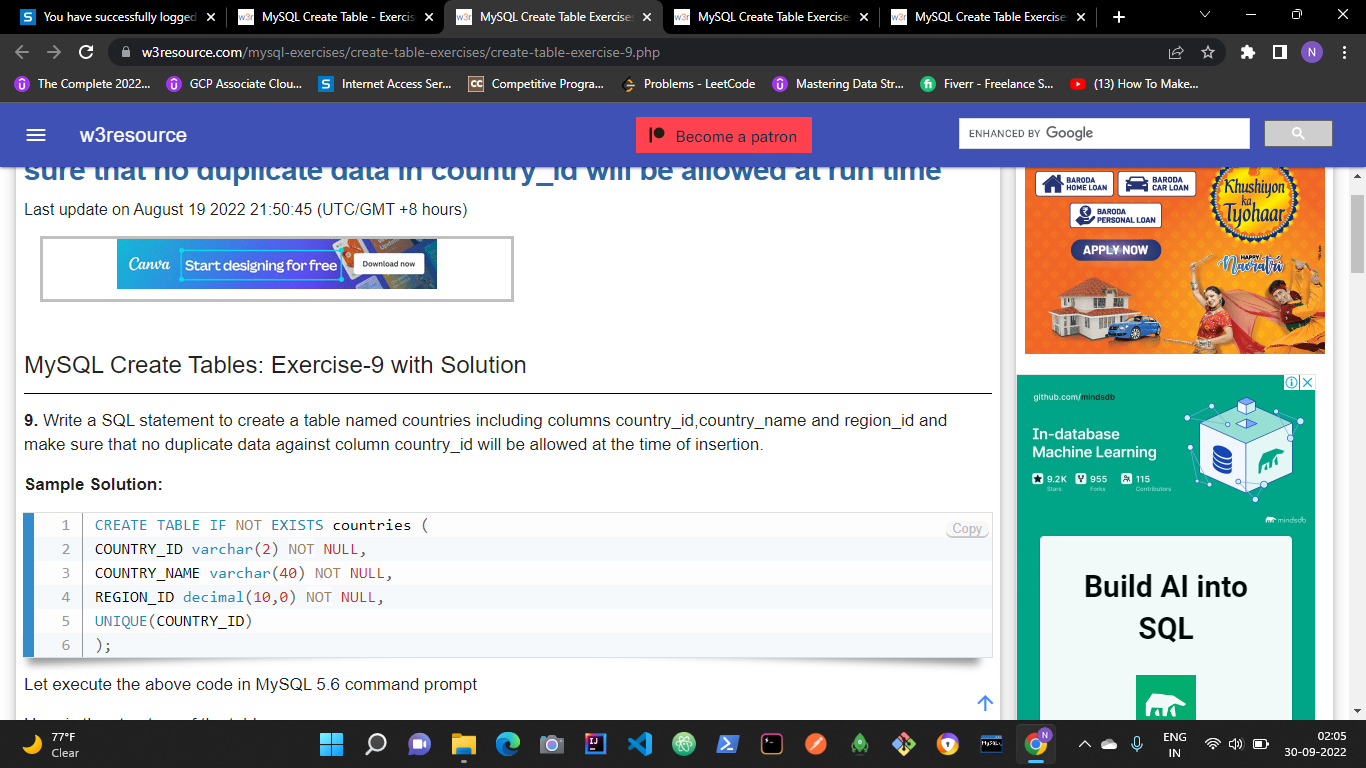 You have successfully logged
MySQL Create Table - Exercis
MySQL Create Table Exercise
MySQL Create Table Exercise
MySQL Create Table Exercise
w3resource.com/mysql-exercises/create-table-exercises/create-table-exercise-9.php
N
The Complete 2022...
GCP Associate Clou...
Internet Access Ser...
Competitive Progra...
Problems - LeetCode
Mastering Data Str...
Fiverr - Freelance S...
(13) How To Make...
w3resource
Become a patron
ENHANCED BY Google
sure that no duplicate data in country_id will be allowed at run time
Last update on August 19 2022 21:50:45 (UTC/GMT +8 hours)
Canva
Start designing for free
Download now
MySQL Create Tables: Exercise-9 with Solution
9. Write a SQL statement to create a table named countries including columns country_id,country_name and region_id and
make sure that no duplicate data against column country_id will be allowed at the time of insertion.
Sample Solution:
Copy
1 CREATE TABLE IF NOT EXISTS countries (
2 COUNTRY_ID varchar(2) NOT NULL,
3 COUNTRY_NAME varchar(40) NOT NULL,
4 REGION_ID decimal(10,0) NOT NULL,
5 UNIQUE(COUNTRY_ID)
6 );
Let execute the above code in MySQL 5.6 command prompt
BARODA
HOME LOAN
BARODA
CAR LOAN
BARODA
PERSONAL LOAN
APPLY NOW
Khushiyon
ka
Tyohaar
HAPPY
Navratri
github.com/mindsdb
In-database
Machine Learning
9.2K
Stars
955
Forks
115
Contributors
mindsdb
Build AI into
SQL
77°F
Clear
ENG
IN
02:05
30-09-2022